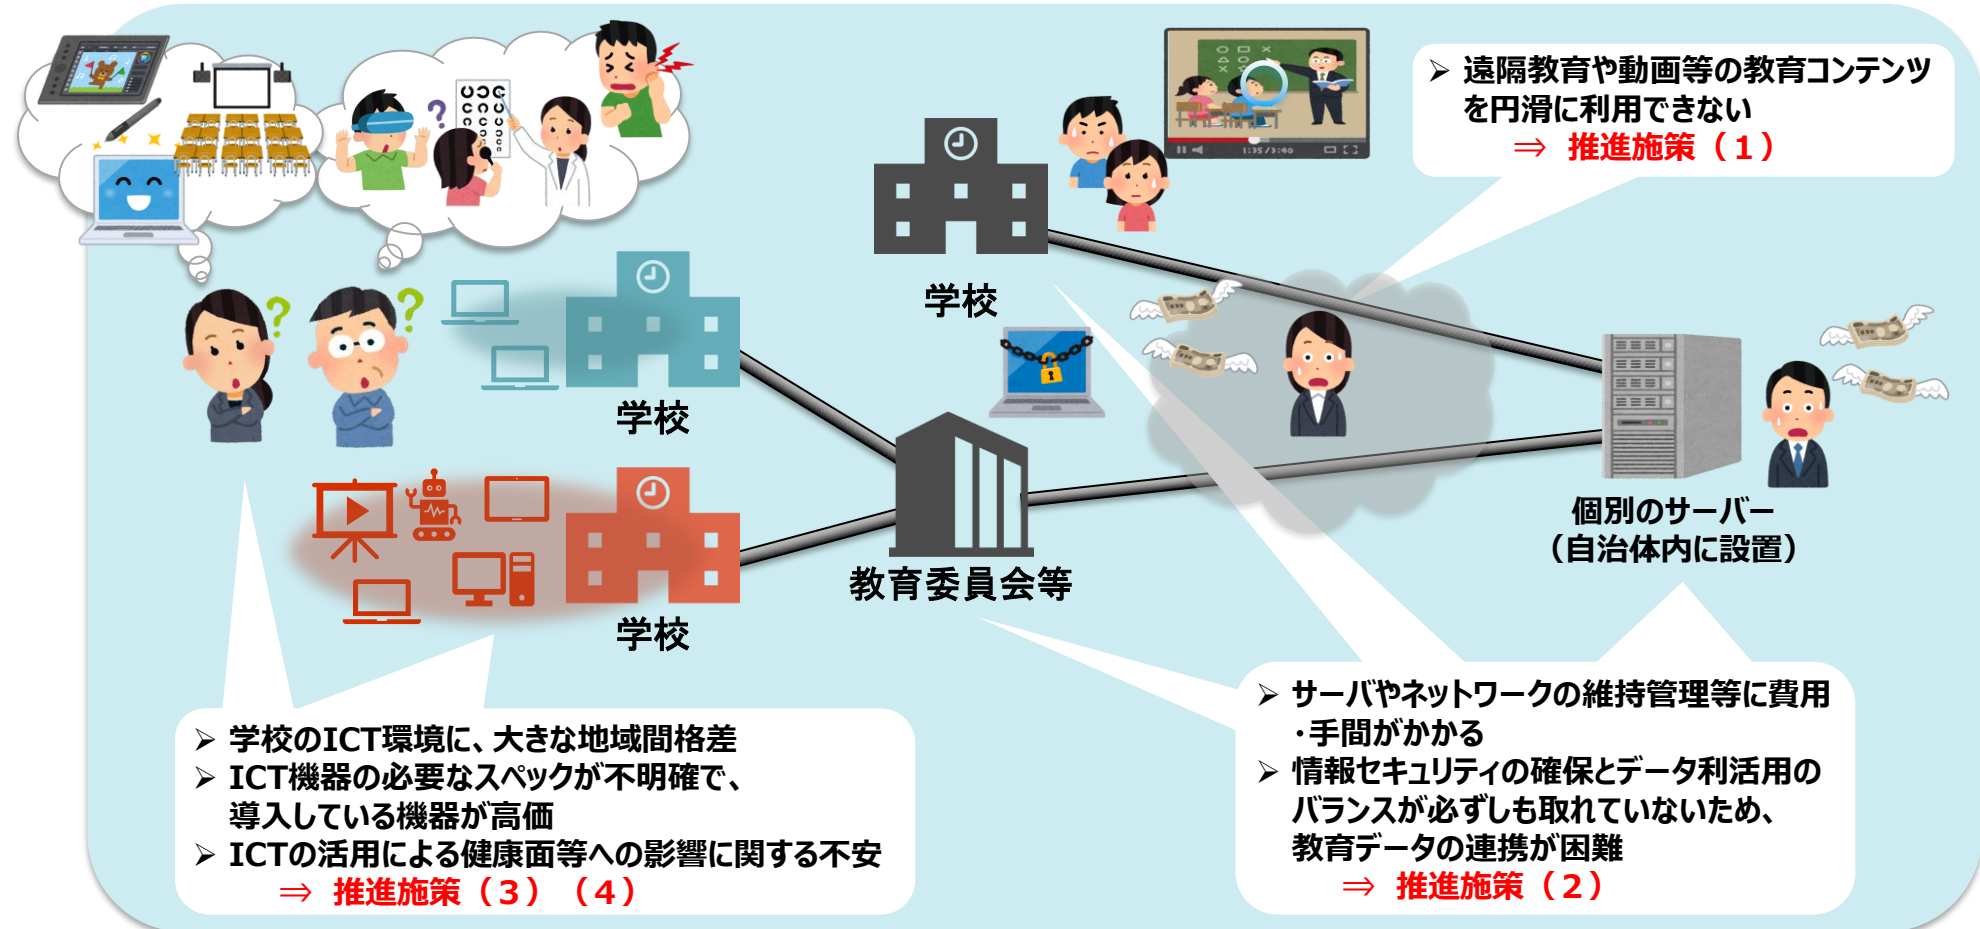 ➢ 遠隔教育や動画等の教育コンテンツ
を円滑に利用できない
⇒ 推進施策（１）
1:35/3:40
?
学校
?
?
学校
学校
教育委員会等
個別のサーバー
（自治体内に設置）
➢ 学校のICT環境に、大きな地域間格差
➢ ICT機器の必要なスペックが不明確で、
導入している機器が高価
➢ ICTの活用による健康面等への影響に関する不安
⇒ 推進施策（３）（４）
➢ サーバやネットワークの維持管理等に費用
・手間がかかる
➢ 情報セキュリティの確保とデータ利活用の
バランスが必ずしも取れていないため、
教育データの連携が困難
⇒ 推進施策（２）